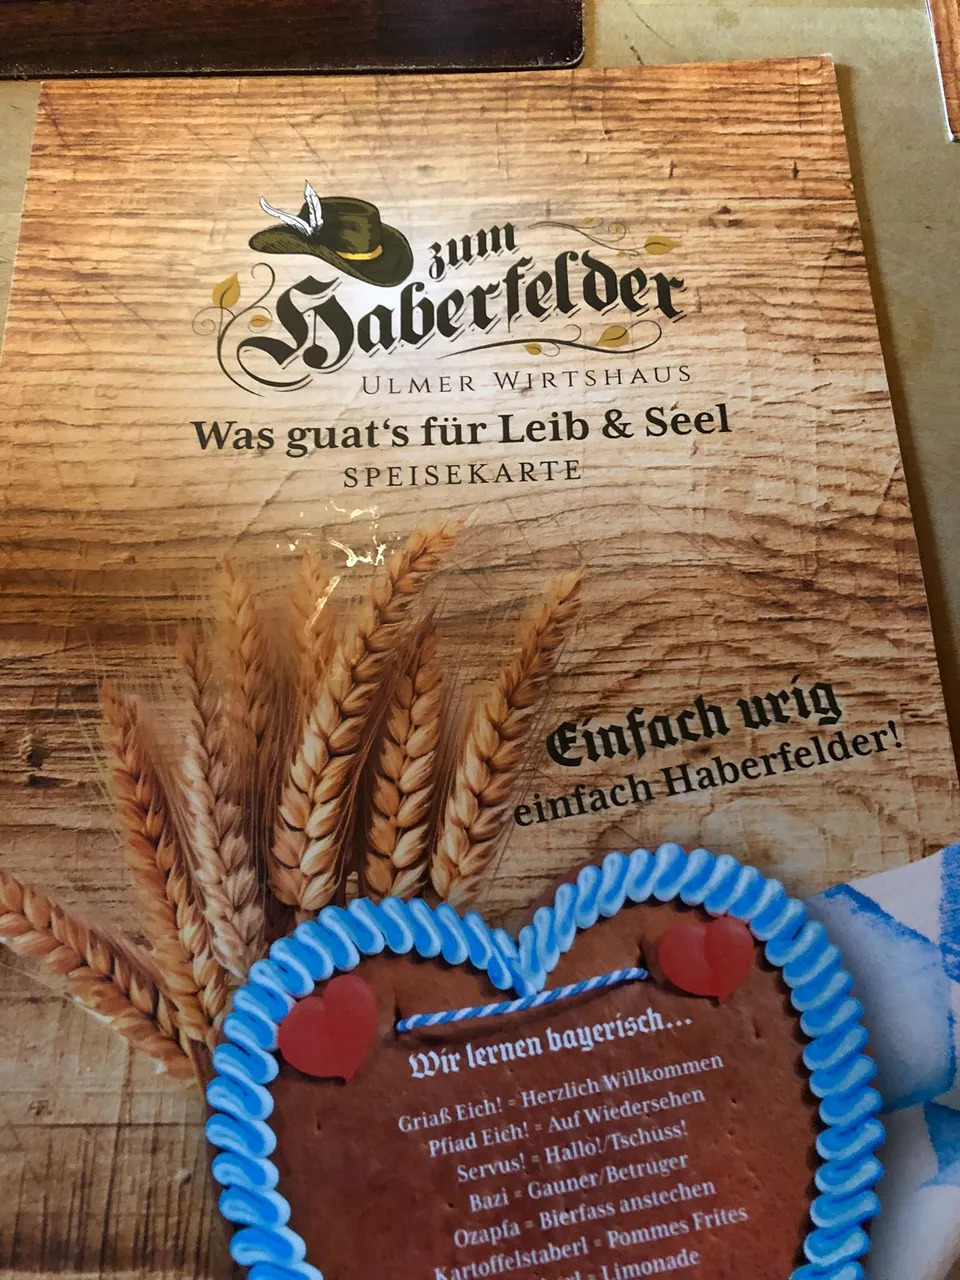 zum
Haberfelder
ULMER WIRTSHAUS
Was guat's für Leib & Seel
SPEISEKARTE
Einfach urig
einfach Haberfelder!
Wir lernen bayerisch...
Griaß Eich! = Herzlich Willkommen
Pfiad Eich! = Auf Wiedersehen
Servus! = Hallo!/Tschüss!
Bazi = Gauner/Betrüger
Ozapfa = Bierfass anstechen
Kartoffelstaberl = Pommes Frites
= Limonade